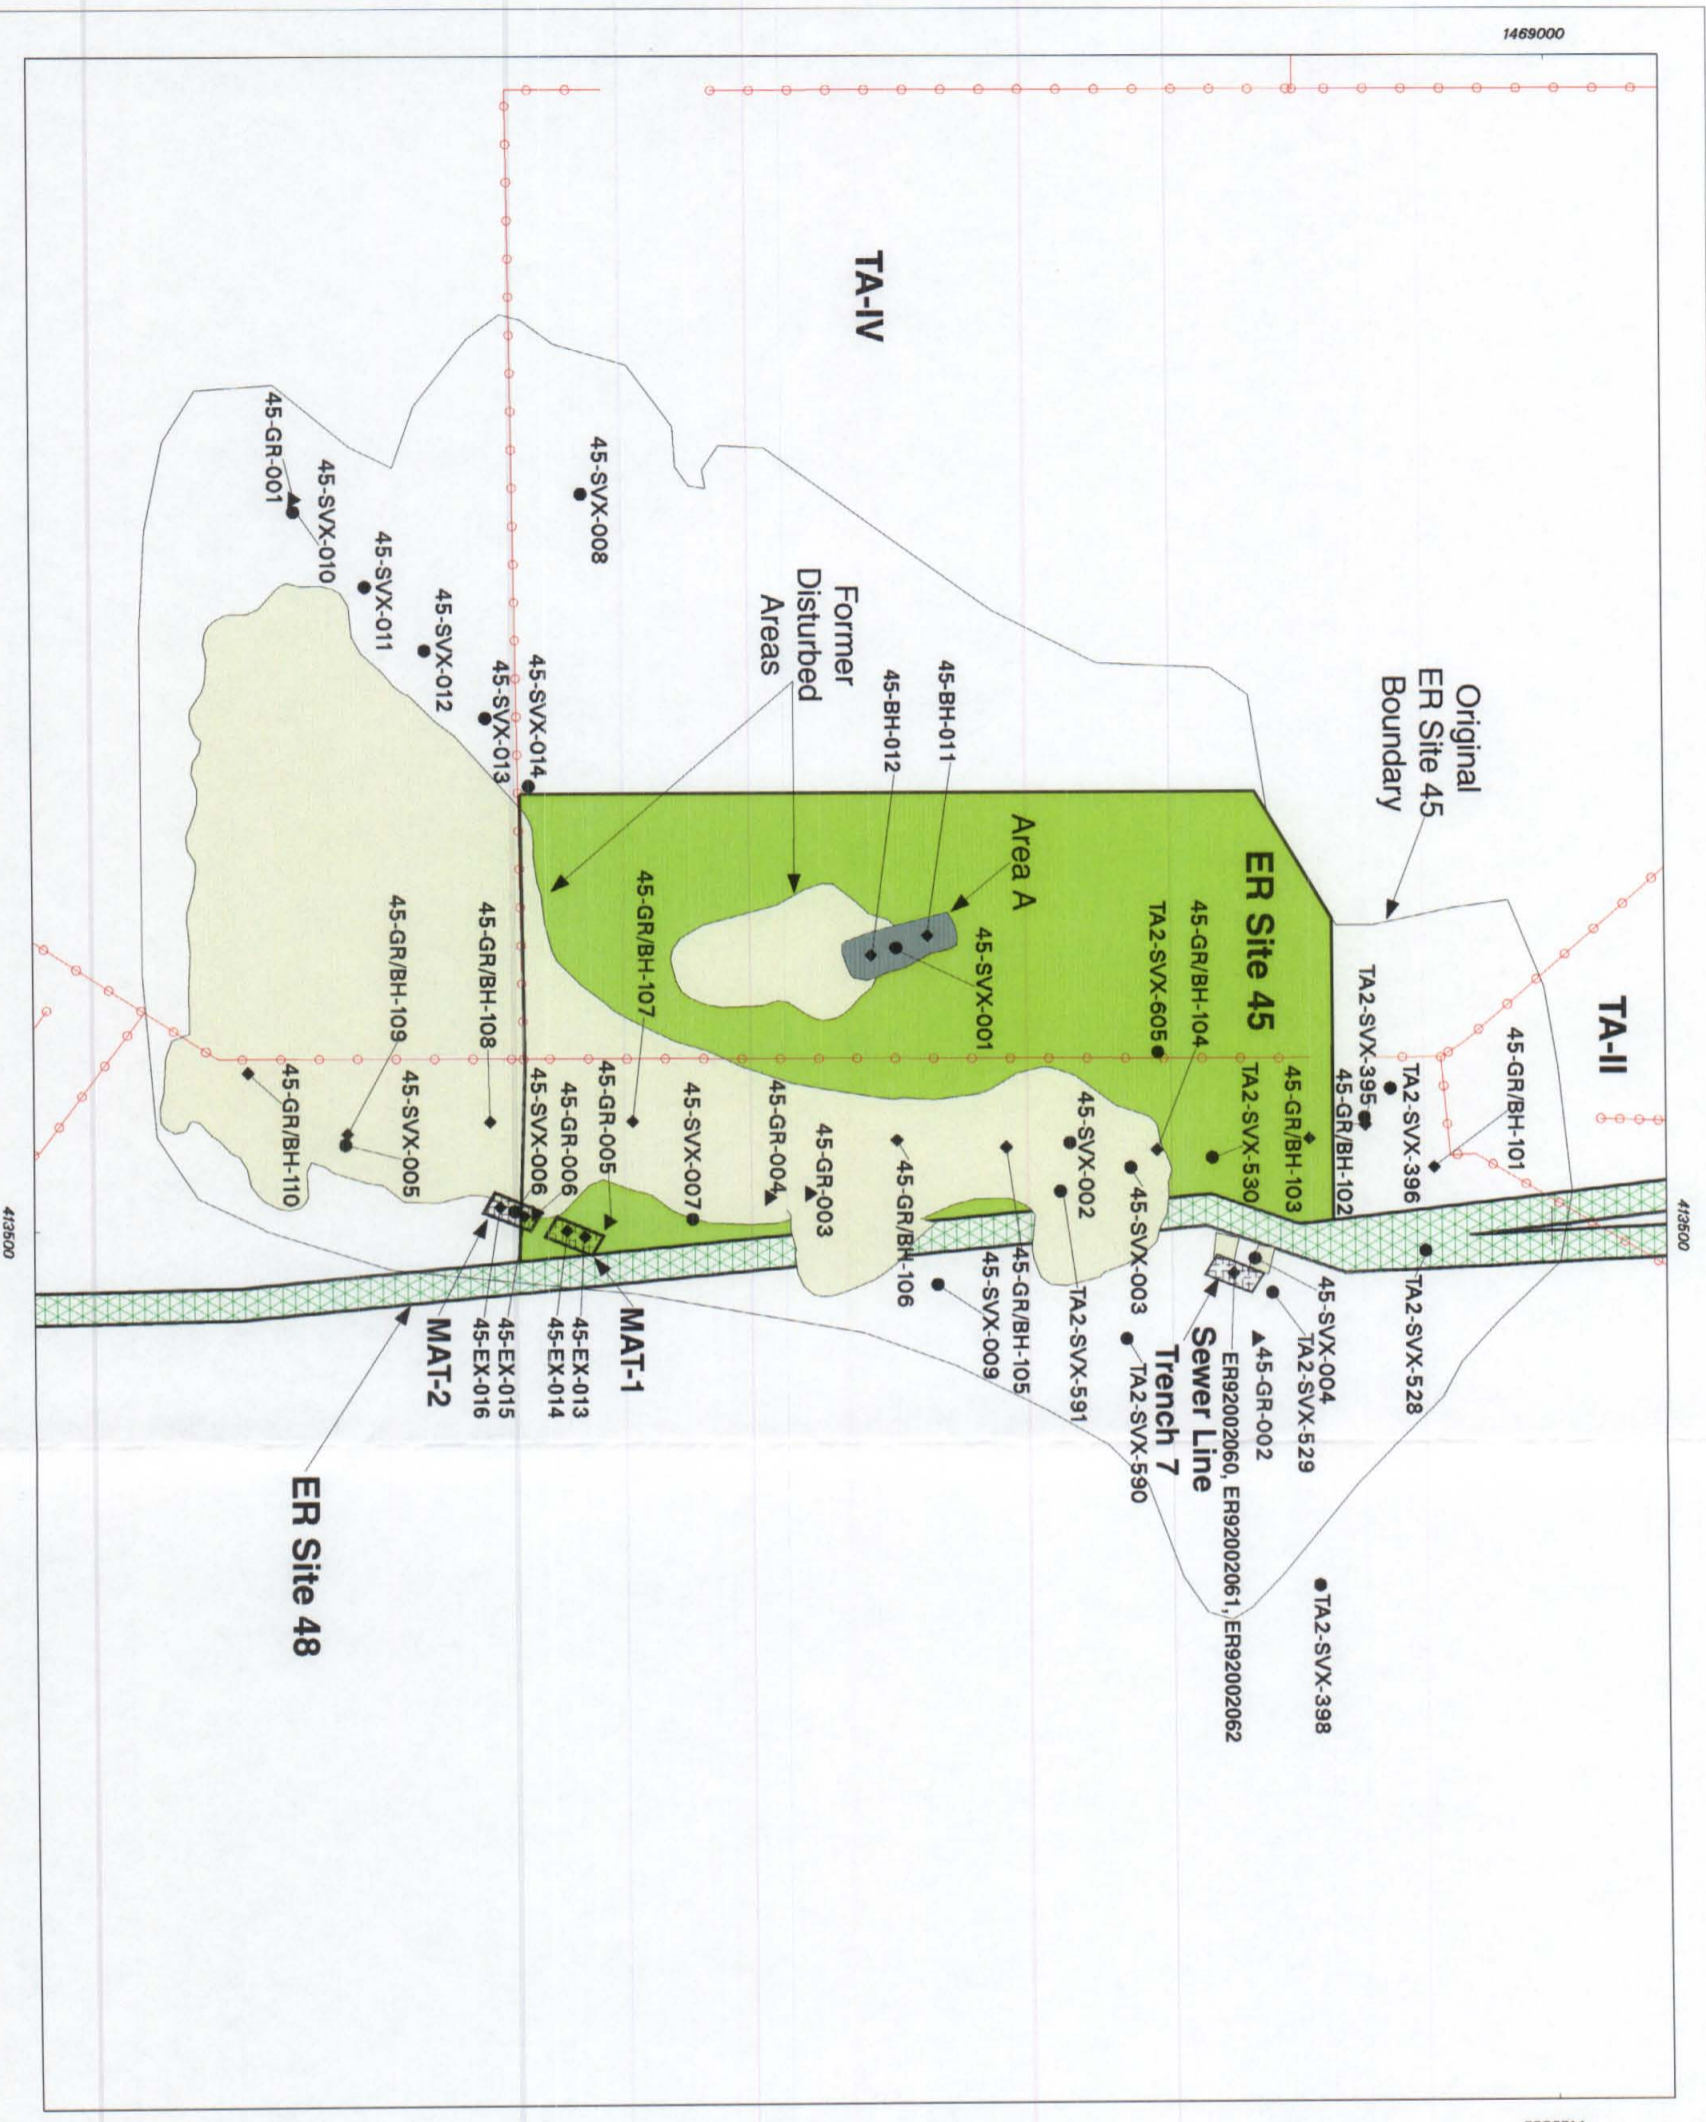 1469000
413500
413500
TA-II
TA-IV
Original
ER Site 45
Boundary
45-GR/BH-101
TA2-SVX-396
TA2-SVX-395
45-GR/BH-102
45-GR/BH-103
TA2-SVX-530
ER Site 45
45-GR/BH-104
TA2-SVX-605
TA2-SVX-528
TA2-SVX-398
45-SVX-004
TA2-SVX-529
45-GR-002
ER92002060, ER92002061, ER92002062
Sewer Line
Trench 7
45-SVX-003
TA2-SVX-590
45-SVX-002
TA2-SVX-591
45-GR/BH-105
45-SVX-009
45-GR/BH-106
Area A
45-SVX-001
45-BH-011
45-BH-012
Former
Disturbed
Areas
45-GR-003
45-GR-004
45-SVX-007
45-GR/BH-107
45-GR-005
45-GR-006
45-SVX-006
MAT-1
45-EX-013
45-EX-014
45-EX-015
45-EX-016
MAT-2
45-SVX-008
45-SVX-014
45-SVX-013
45-SVX-012
45-SVX-011
45-SVX-010
45-GR-001
45-GR/BH-108
45-GR/BH-109
45-SVX-005
45-GR/BH-110
ER Site 48